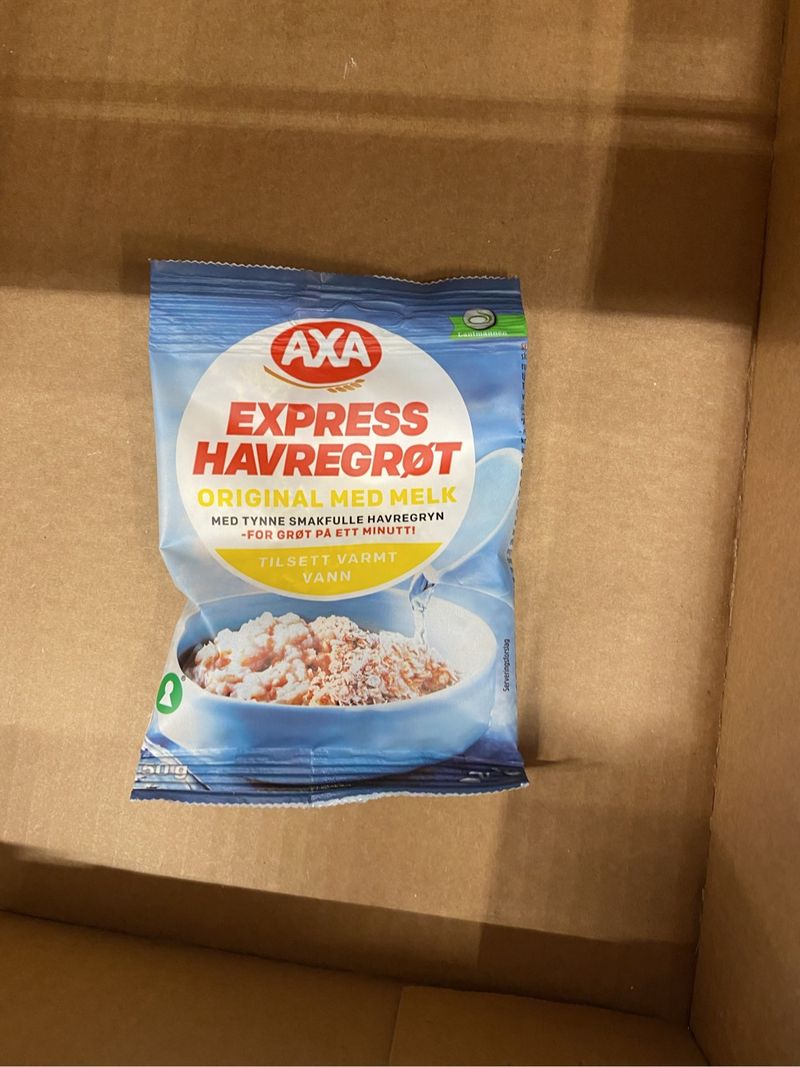 AXA
Lantmännen
EXPRESS
HAVREGRØT
ORIGINAL MED MELK
MED TYNNE SMAKFULLE HAVREGRYN
-FOR GRØT PÅ ETT MINUTT!
TILSETT VARMT
VANN
Serveringsforslag
50 g